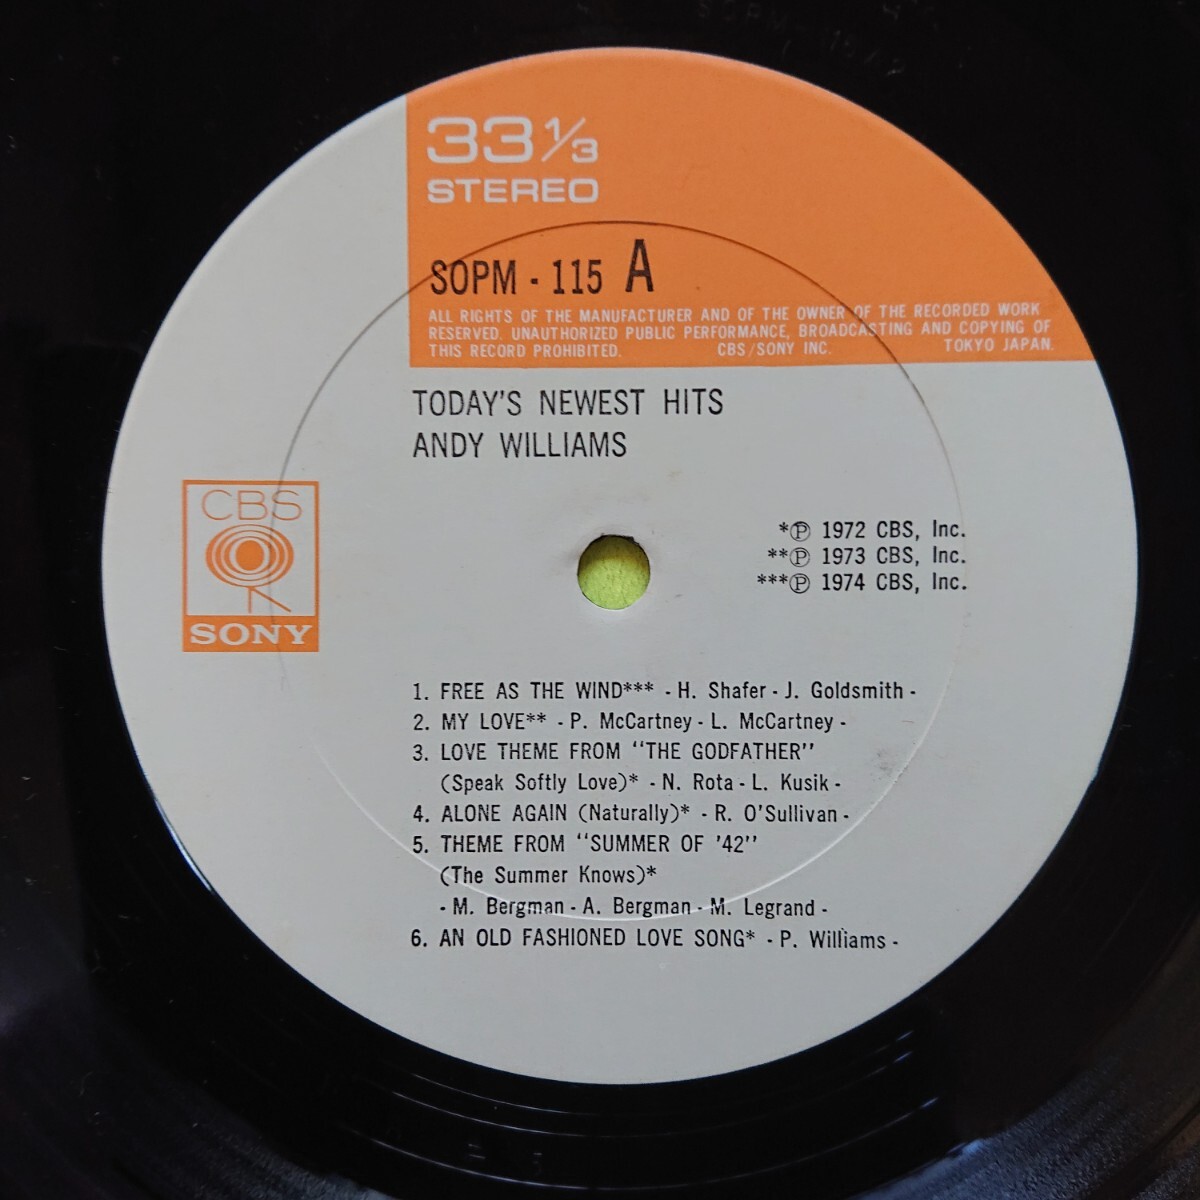 33 1/3
STEREO
SOPM - 115 A
ALL RIGHTS OF THE MANUFACTURER AND OF THE OWNER OF THE RECORDED WORK
RESERVED. UNAUTHORIZED PUBLIC PERFORMANCE, BROADCASTING AND COPYING OF
THIS RECORD PROHIBITED. CBS/SONY INC. TOKYO JAPAN.
TODAY'S NEWEST HITS
ANDY WILLIAMS
CBS
SONY
*Ⓟ 1972 CBS, Inc.
**Ⓟ 1973 CBS, Inc.
***Ⓟ 1974 CBS, Inc.
1. FREE AS THE WIND*** - H. Shafer - J. Goldsmith -
2. MY LOVE** - P. McCartney - L. McCartney -
3. LOVE THEME FROM "THE GODFATHER"
(Speak Softly Love)* - N. Rota - L. Kusik -
4. ALONE AGAIN (Naturally)* - R. O'Sullivan -
5. THEME FROM "SUMMER OF '42"
(The Summer Knows)*
- M. Bergman - A. Bergman - M. Legrand -
6. AN OLD FASHIONED LOVE SONG* - P. Williams -